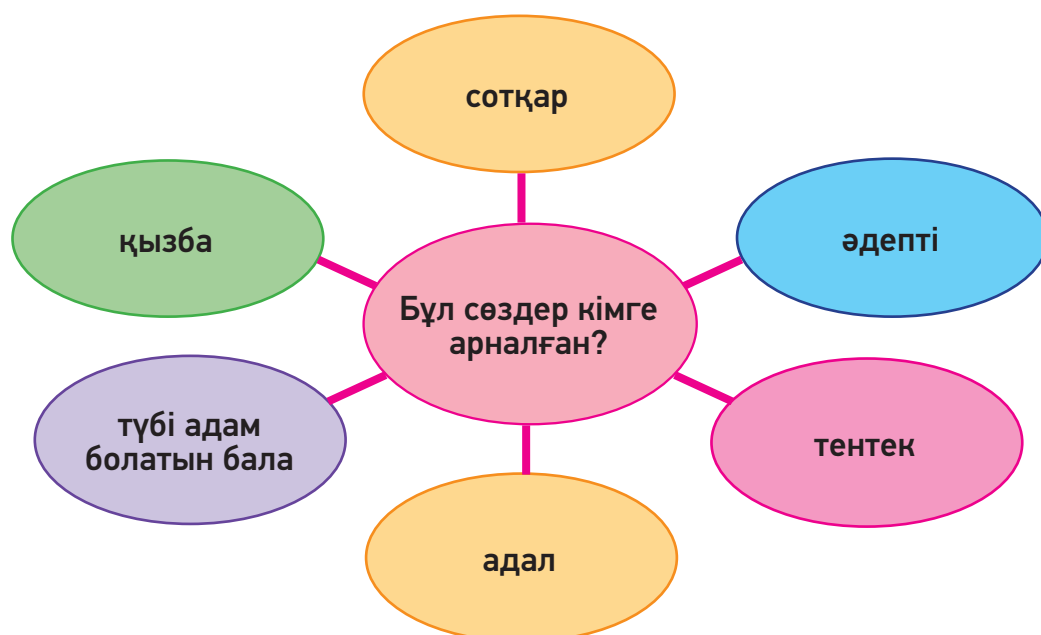 сотқар
қызба
әдепті
Бұл сөздер кімге
арналған?
түбі адам
болатын бала
тентек
адал